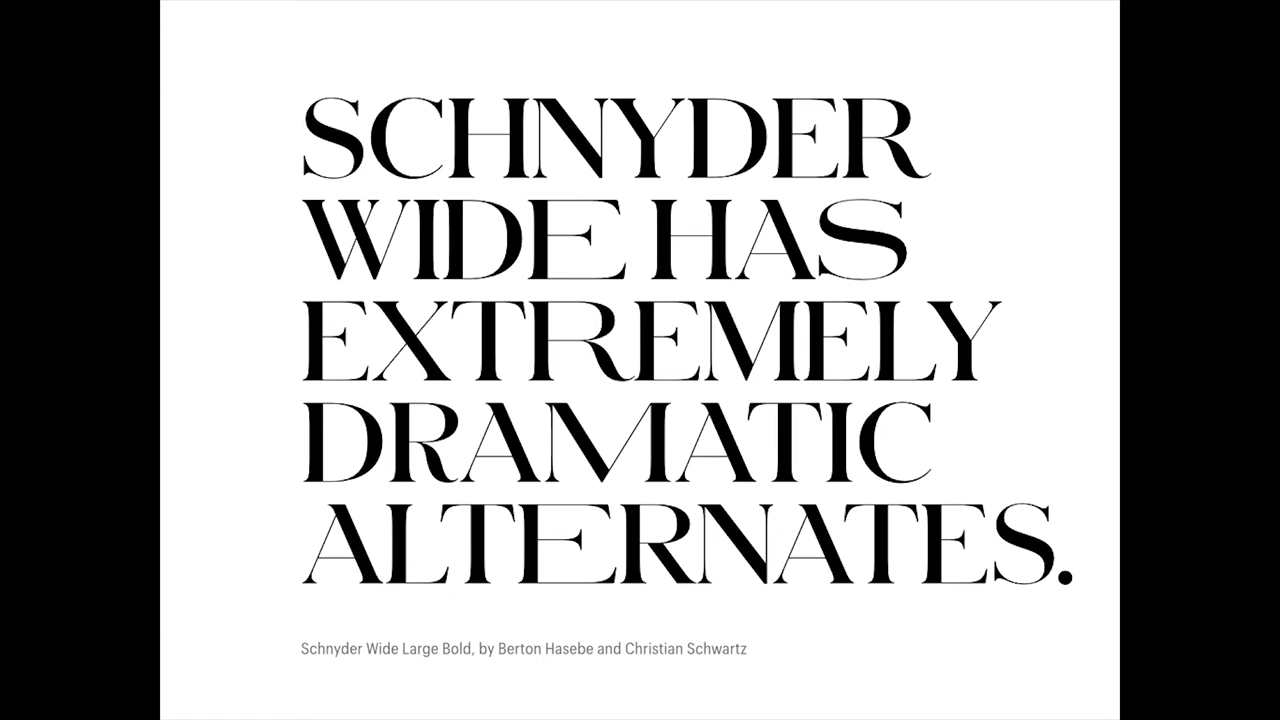 SCHNYDER
WIDE HAS
EXTREMELY
DRAMATIC
ALTERNATES.
Schnyder Wide Large Bold, by Berton Hasebe and Christian Schwartz